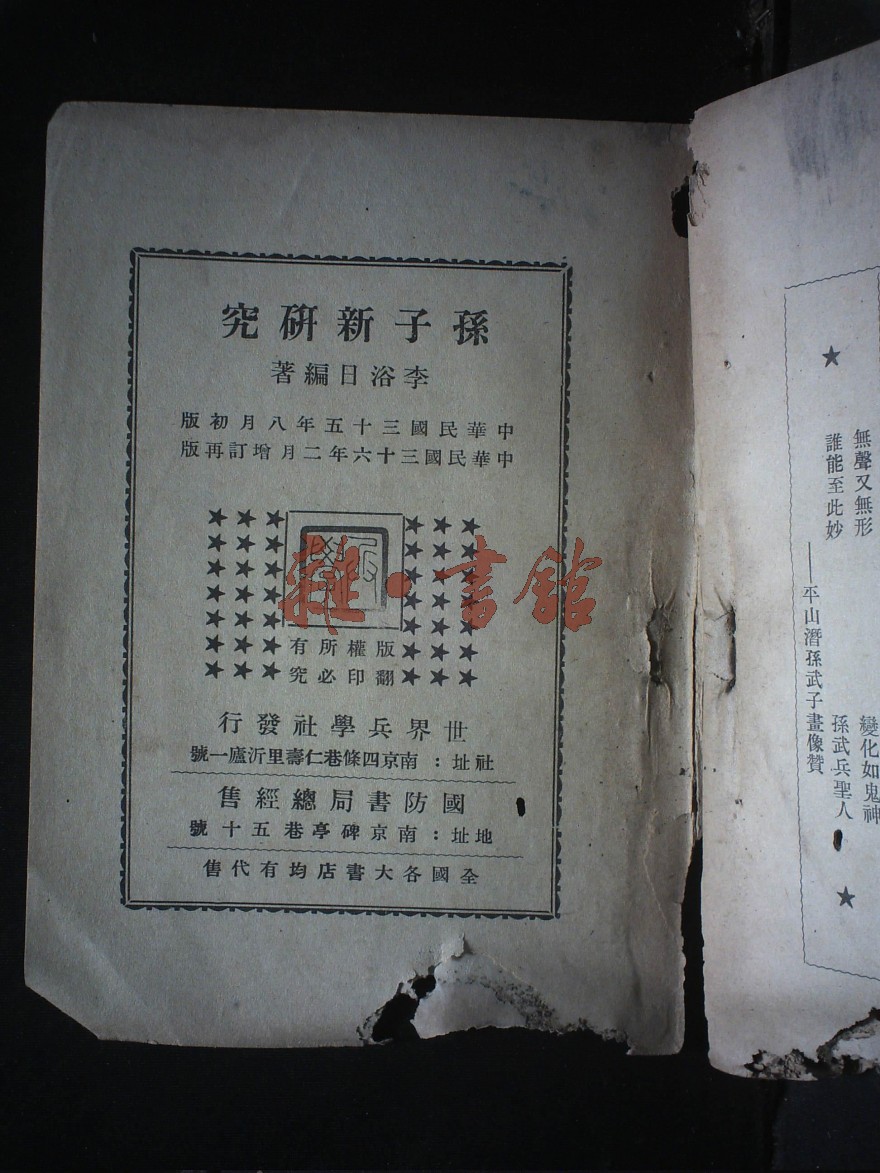 孫子新硏究
李浴日編著
中華民國三十五年八月初版
中華民國三十六年二月增訂再版
版權所有
翻印必究
世界兵學社發行
社址：南京四條巷仁壽里沂廬一號
國防書局總經售
地址：南京碑亭巷五十號
全國各大書店均有代售
無聲又無形 變化如鬼神
誰能至此妙 孫武兵聖人
——平山潛孫武子畫像贊
雜·書館